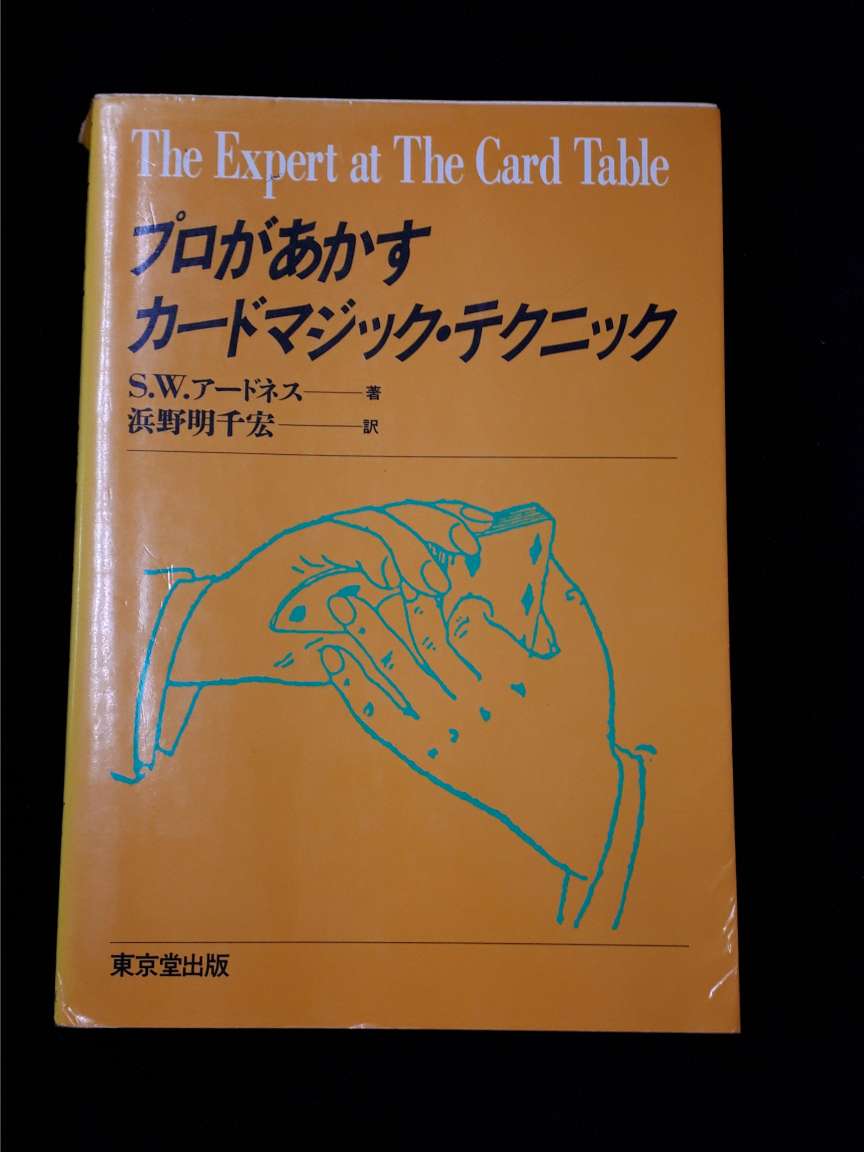 The Expert at The Card Table
プロがあかす
カードマジック・テクニック
S.W.アードネス——著
浜野明千宏——訳
東京堂出版